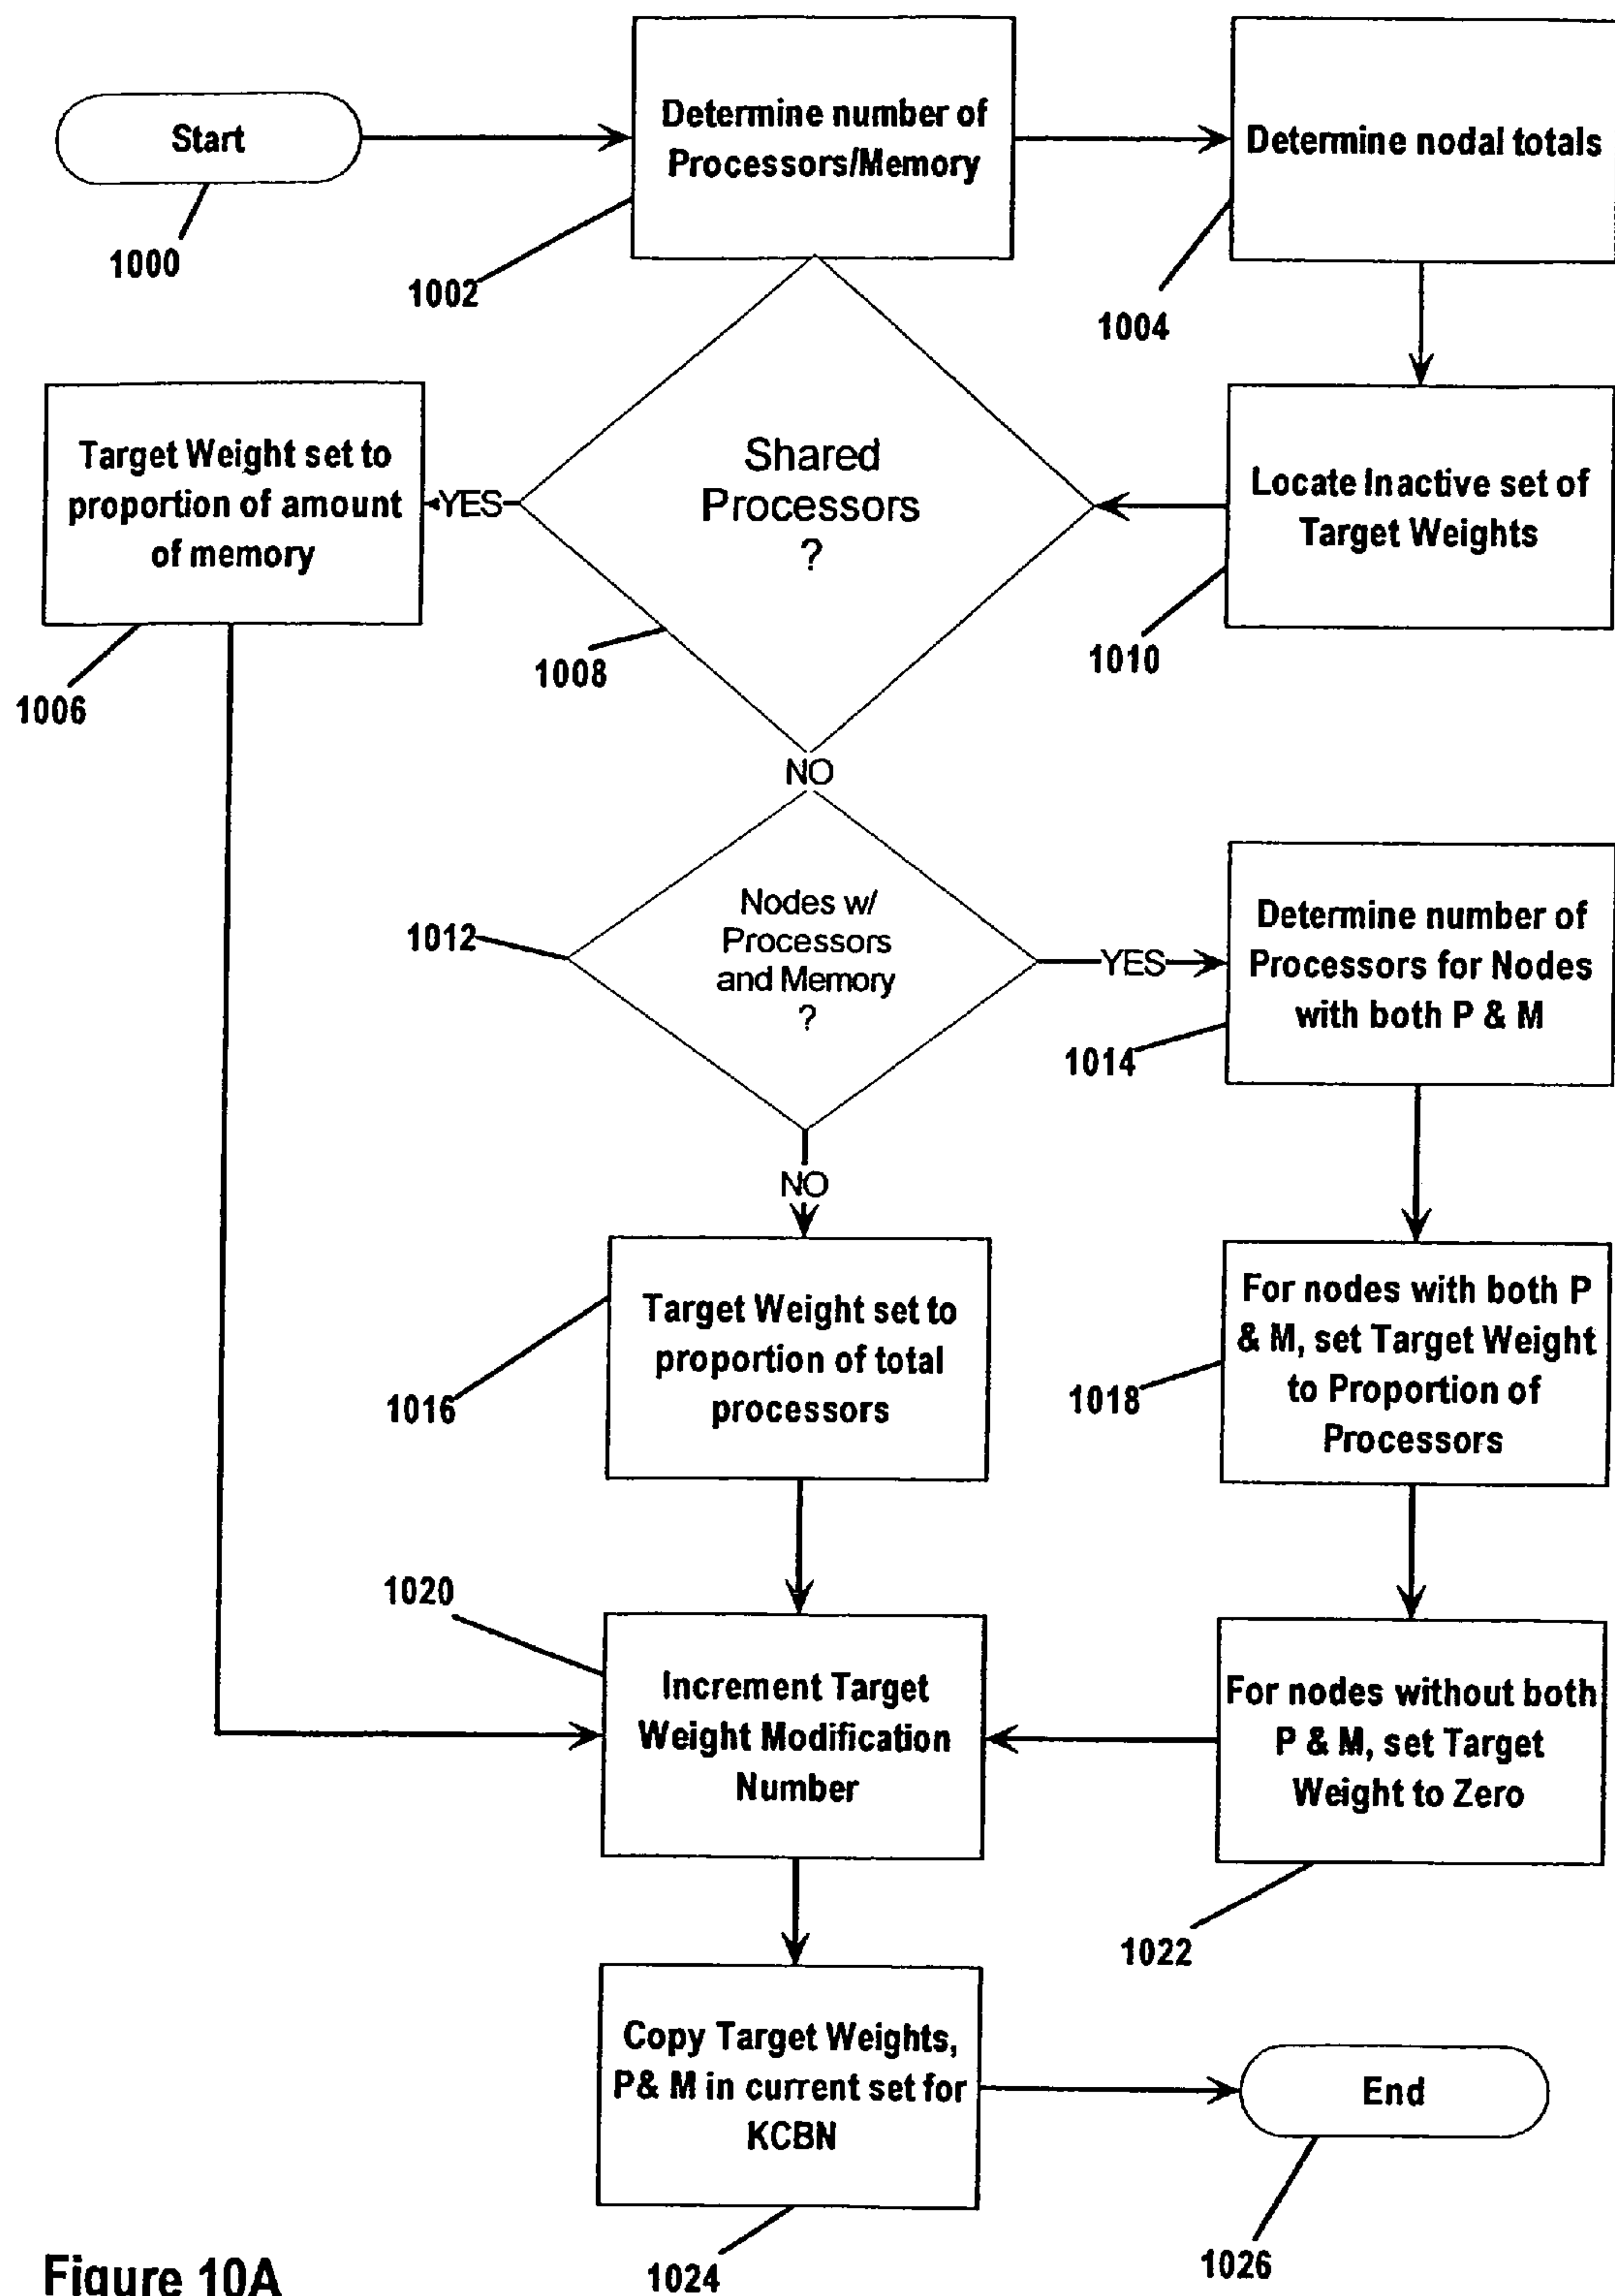 Start
1000
Determine number of
Processors/Memory
1002
Determine nodal totals
1004
Target Weight set to
proportion of amount
of memory
1006
YES
Shared
Processors
?
1008
Locate Inactive set of
Target Weights
1010
NO
1012
Nodes w/
Processors
and Memory
?
YES
Determine number of
Processors for Nodes
with both P & M
1014
NO
Target Weight set to
proportion of total
processors
1016
For nodes with both P
& M, set Target Weight
to Proportion of
Processors
1018
1020
Increment Target
Weight Modification
Number
For nodes without both
P & M, set Target
Weight to Zero
1022
Copy Target Weights,
P& M in current set for
KCBN
1024
End
1026
Figure 10A